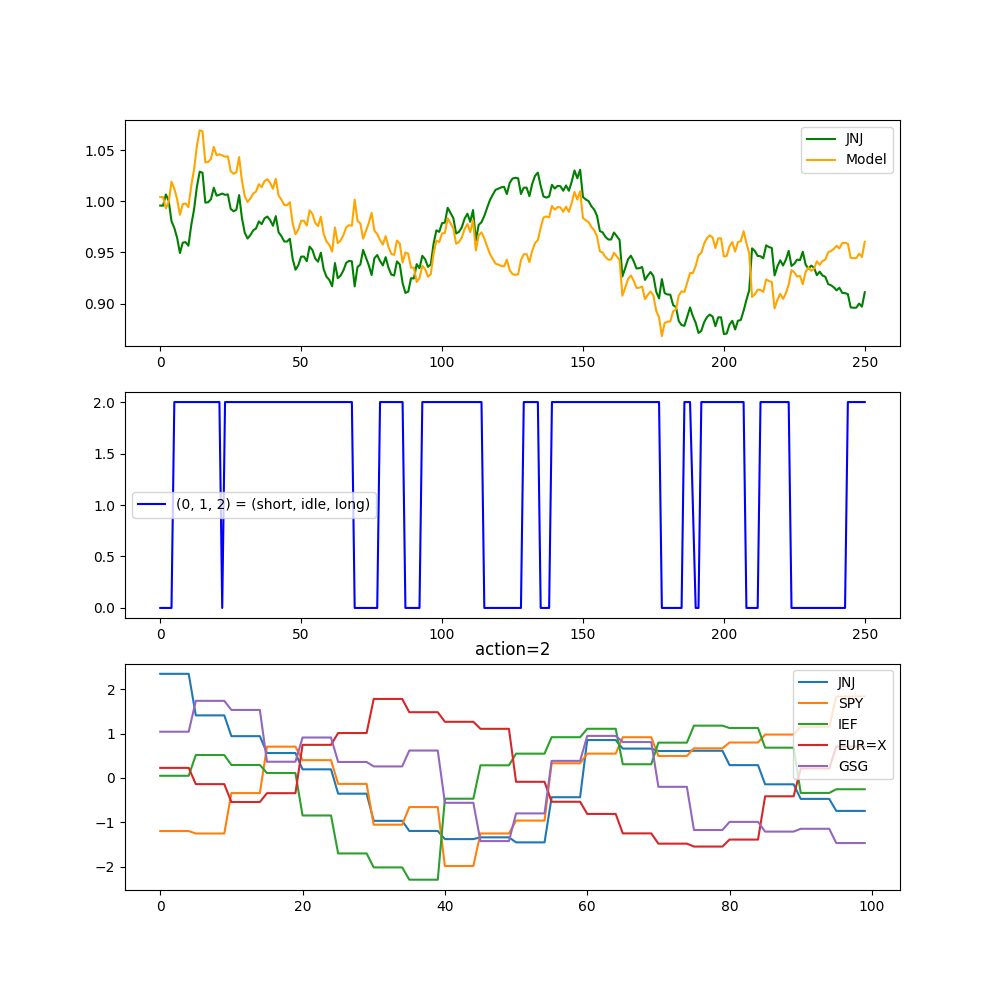 JNJ
Model
1.05
1.00
0.95
0.90
0 50 100 150 200 250
2.0
1.5
1.0
0.5
0.0
(0, 1, 2) = (short, idle, long)
0 50 100 150 200 250
action=2
JNJ
SPY
IEF
EUR=X
GSG
2
1
0
−1
−2
0 20 40 60 80 100